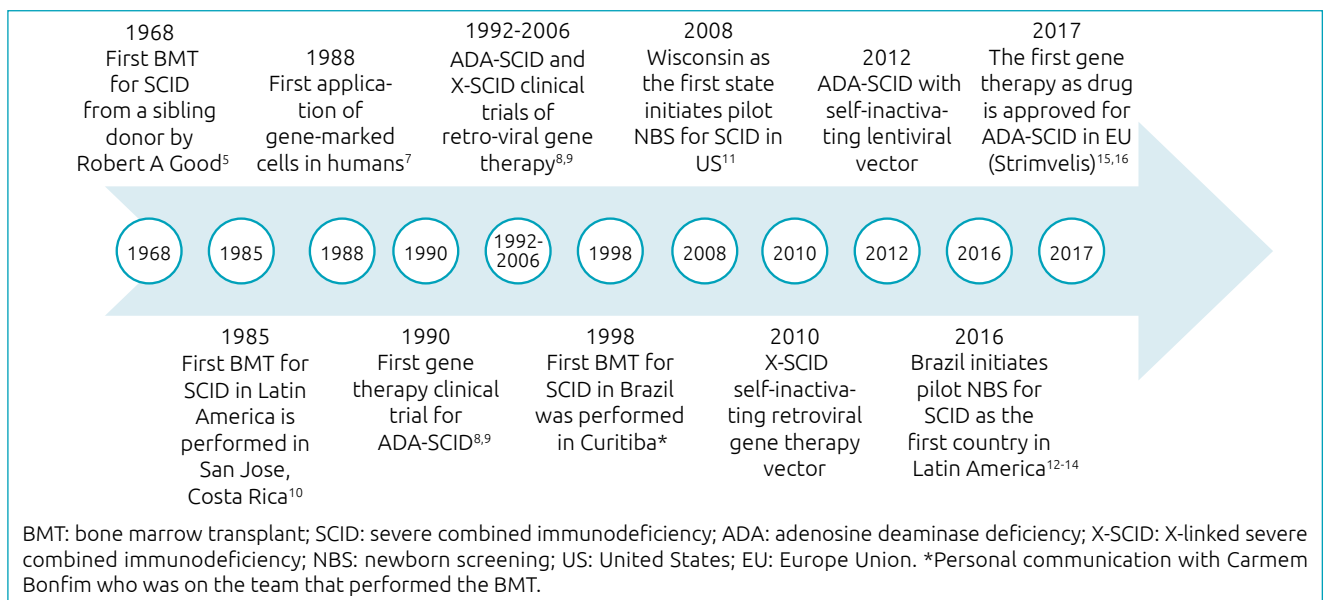 1968
First BMT
for SCID
from a sibling
donor by
Robert A Good5
1988
First applica-
tion of
gene-marked
cells in humans7
1992-2006
ADA-SCID and
X-SCID clinical
trials of
retro-viral gene
therapy8,9
2008
Wisconsin as
the first state
initiates pilot
NBS for SCID in
US11
2012
ADA-SCID with
self-inactiva-
ting lentiviral
vector
2017
The first gene
therapy as drug
is approved for
ADA-SCID in EU
(Strimvelis)15,16
1968
1985
1988
1990
1992-
2006
1998
2008
2010
2012
2016
2017
1985
First BMT for
SCID in Latin
America is
performed in
San Jose,
Costa Rica10
1990
First gene
therapy clinical
trial for
ADA-SCID8,9
1998
First BMT for
SCID in Brazil
was performed
in Curitiba*
2010
X-SCID
self-inactiva-
ting retroviral
gene therapy
vector
2016
Brazil initiates
pilot NBS for
SCID as the
first country in
Latin America12-14
BMT: bone marrow transplant; SCID: severe combined immunodeficiency; ADA: adenosine deaminase deficiency; X-SCID: X-linked severe
combined immunodeficiency; NBS: newborn screening; US: United States; EU: Europe Union. *Personal communication with Carmem
Bonfim who was on the team that performed the BMT.